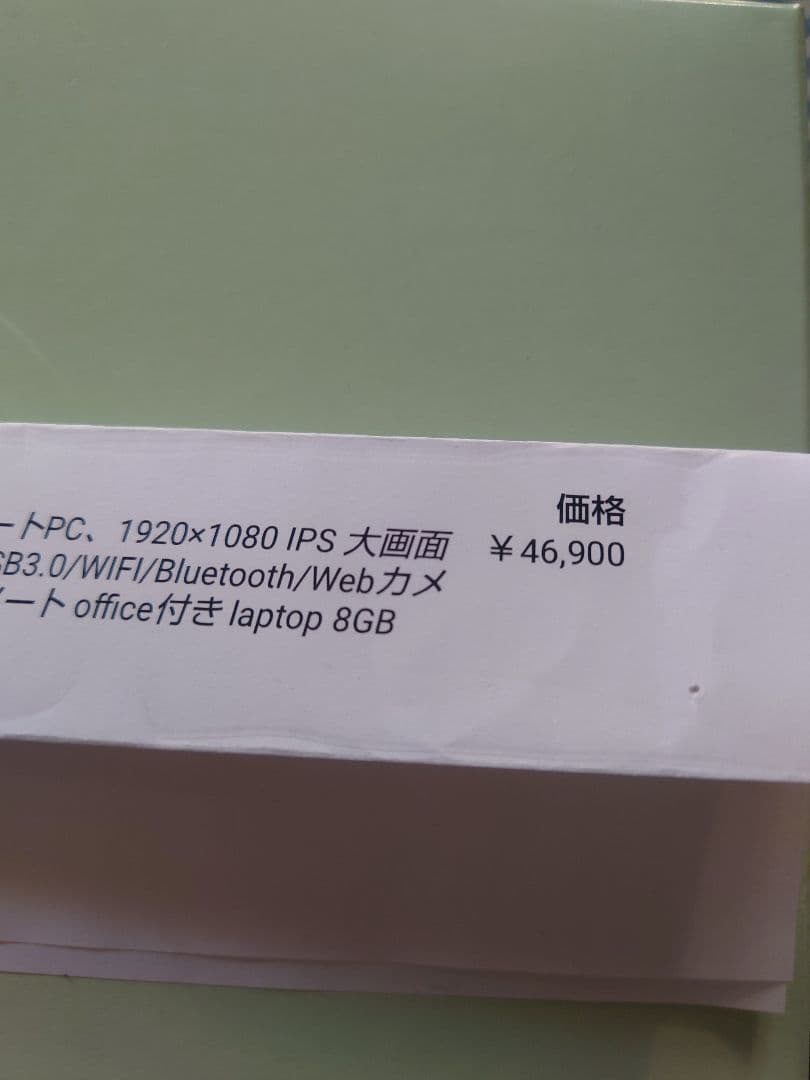 価格
ートPC、1920×1080 IPS 大画面 ￥46,900
B3.0/WIFI/Bluetooth/Webカメ
ート office付き laptop 8GB